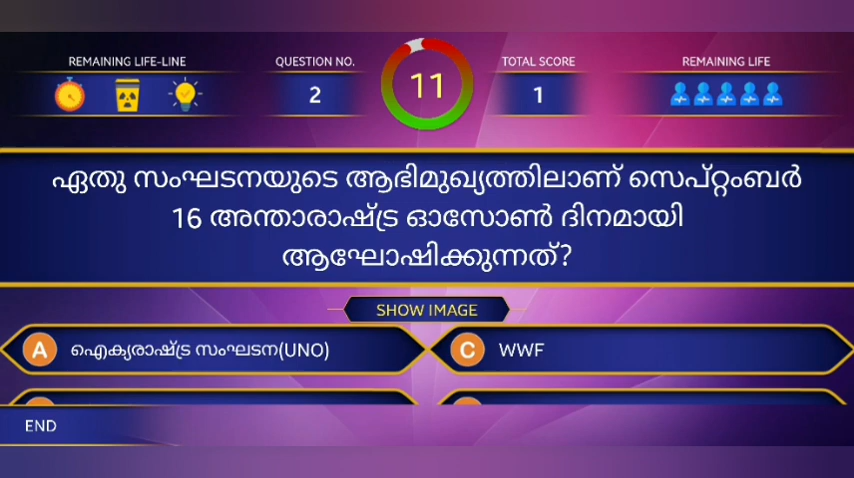 REMAINING LIFE-LINE
QUESTION NO.
2
11
TOTAL SCORE
1
REMAINING LIFE
ഏതു സംഘടനയുടെ ആഭിമുഖ്യത്തിലാണ് സെപ്റ്റംബർ
16 അന്താരാഷ്ട്ര ഓസോൺ ദിനമായി
ആഘോഷിക്കുന്നത്?
SHOW IMAGE
A ഐക്യരാഷ്ട്ര സംഘടന(UNO)
C WWF
END